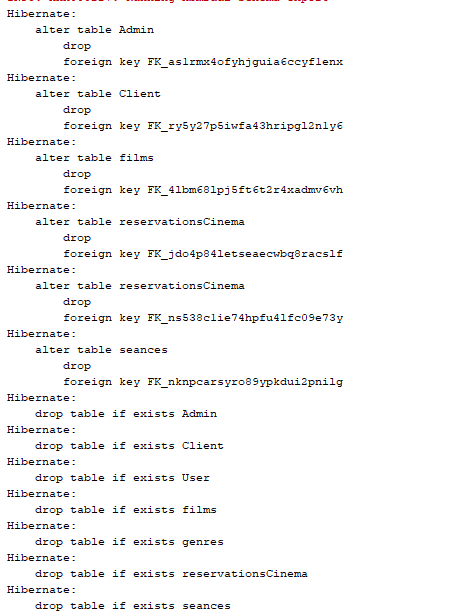 Hibernate:
alter table Admin
drop
foreign key FK_as1rmx4ofyhjguia6ccyf1enx
Hibernate:
alter table Client
drop
foreign key FK_ry5y27p5iwfa43hripgl2nly6
Hibernate:
alter table films
drop
foreign key FK_4lbm68lpj5ft6t2r4xadmv6vh
Hibernate:
alter table reservationsCinema
drop
foreign key FK_jdo4p84letseaecwbq8racslf
Hibernate:
alter table reservationsCinema
drop
foreign key FK_ns538c1ie74hpfu4lfc09e73y
Hibernate:
alter table seances
drop
foreign key FK_nknpcarsyro89ypkdui2pnilg
Hibernate:
drop table if exists Admin
Hibernate:
drop table if exists Client
Hibernate:
drop table if exists User
Hibernate:
drop table if exists films
Hibernate:
drop table if exists genres
Hibernate:
drop table if exists reservationsCinema
Hibernate:
drop table if exists seances